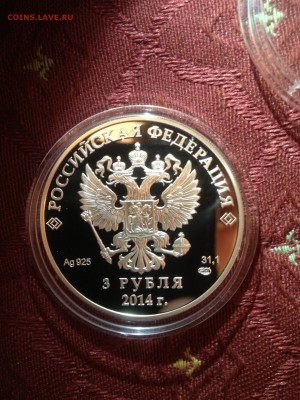 COINS.LAVE.RU
РОССИЙСКАЯ ФЕДЕРАЦИЯ
Ag 925
31,1
3 РУБЛЯ
2014 г.